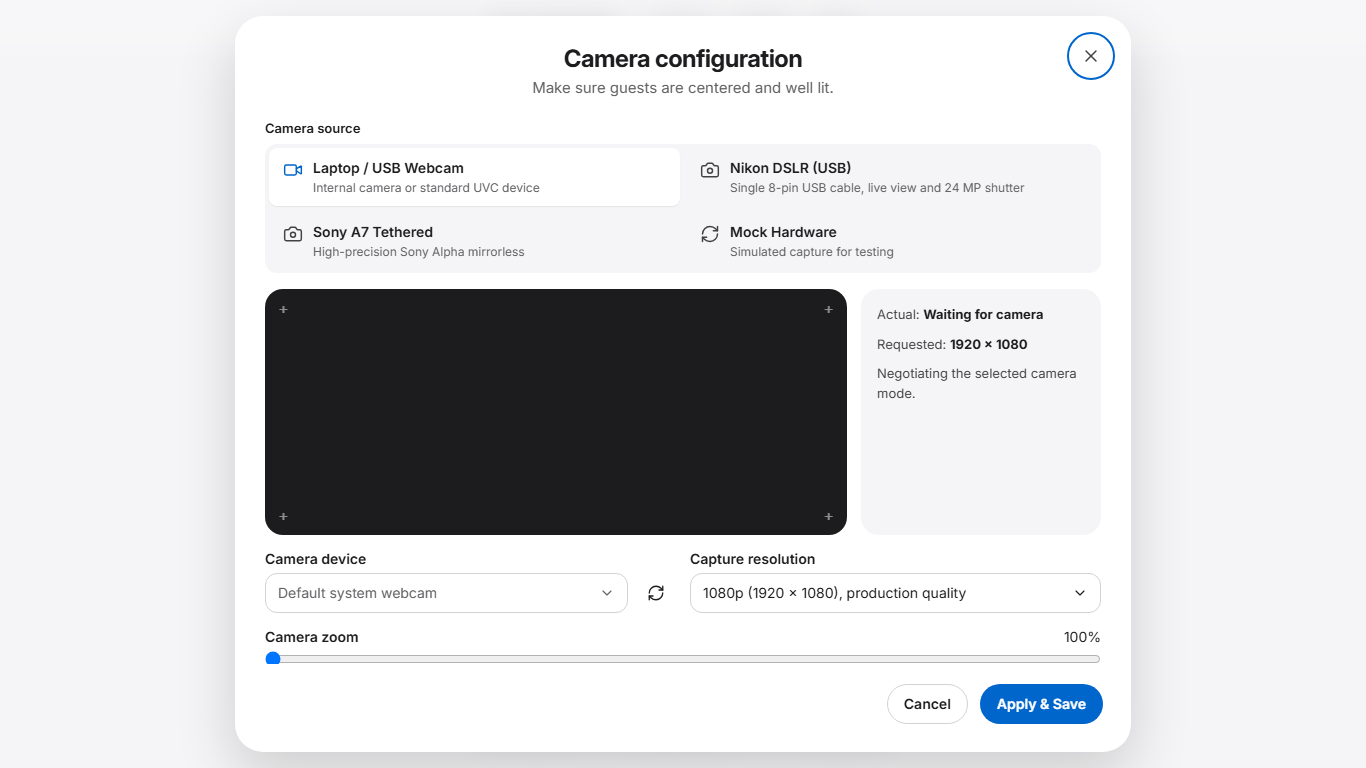 Camera configuration
Make sure guests are centered and well lit.
Camera source
Laptop / USB Webcam
Internal camera or standard UVC device
Nikon DSLR (USB)
Single 8-pin USB cable, live view and 24 MP shutter
Sony A7 Tethered
High-precision Sony Alpha mirrorless
Mock Hardware
Simulated capture for testing
Actual: Waiting for camera
Requested: 1920 × 1080
Negotiating the selected camera
mode.
Camera device
Default system webcam
Capture resolution
1080p (1920 × 1080), production quality
Camera zoom
100%
Cancel
Apply & Save